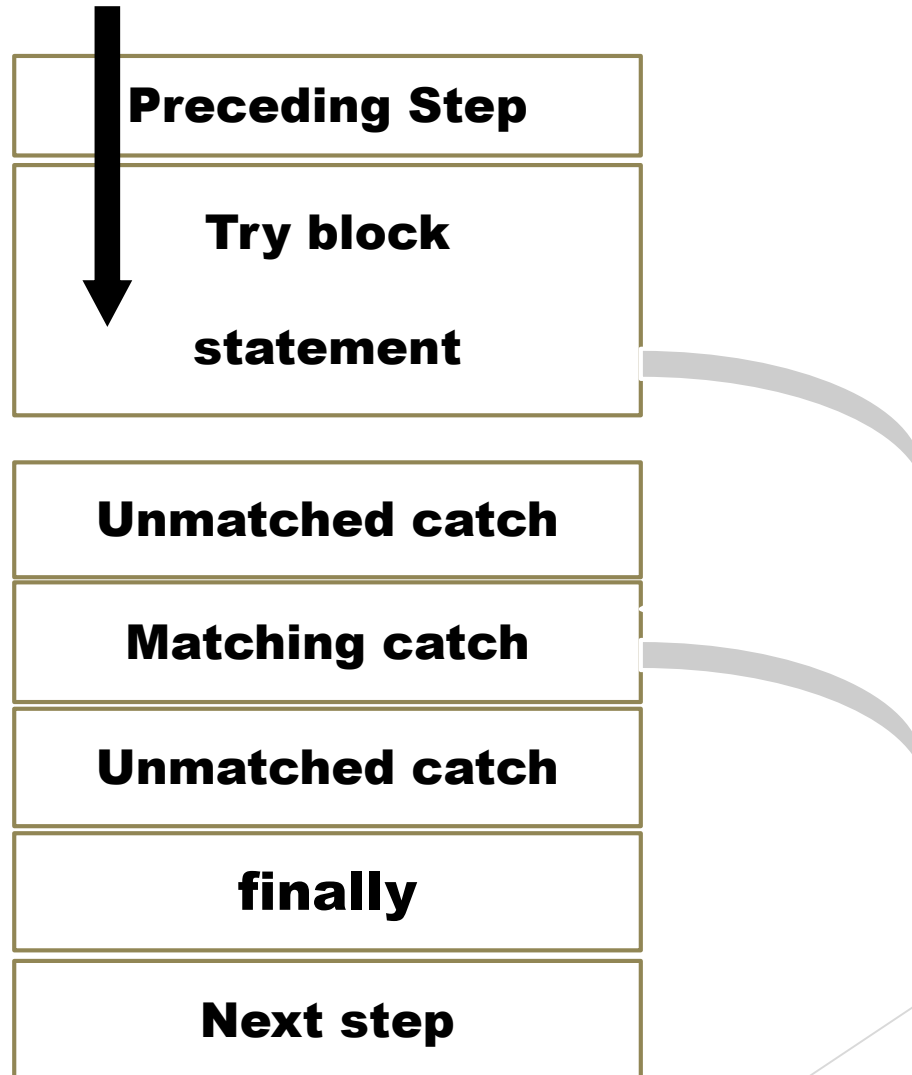 Preceding Step
Try block
statement
Unmatched catch
Matching catch
Unmatched catch
finally
Next step